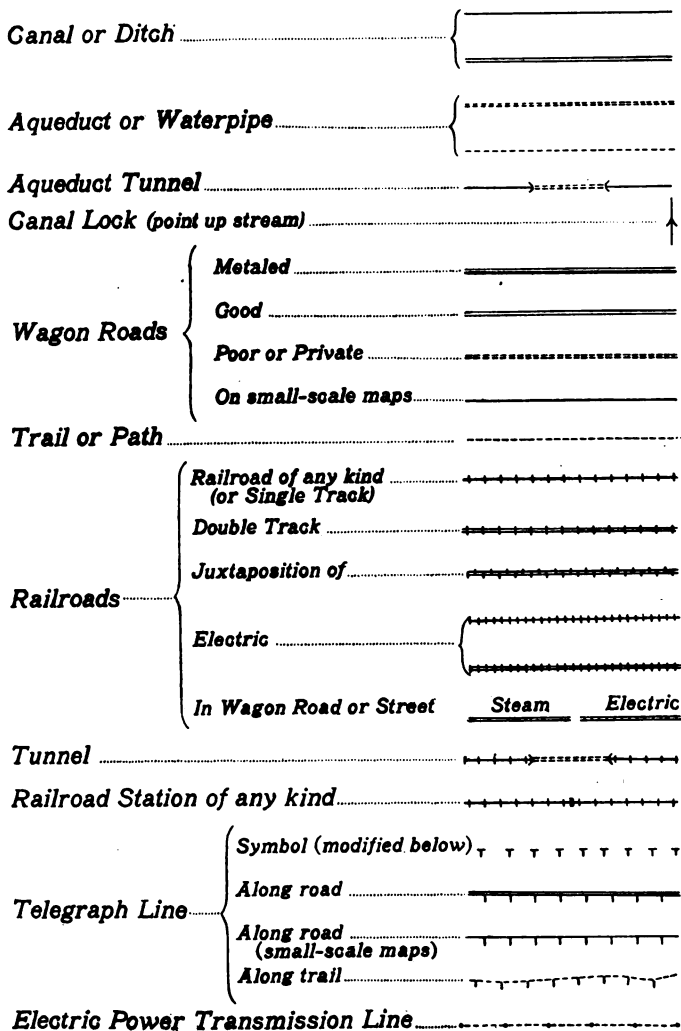 Canal or Ditch
Aqueduct or Waterpipe
Aqueduct Tunnel
Canal Lock (point up stream)
Wagon Roads
Metaled
Good
Poor or Private
On small-scale maps
Trail or Path
Railroads
Railroad of any kind
(or Single Track)
Double Track
Juxtaposition of
Electric
In Wagon Road or Street
Steam
Electric
Tunnel
Railroad Station of any kind
Telegraph Line
Symbol (modified below)
Along road
Along road
(small-scale maps)
Along trail
Electric Power Transmission Line